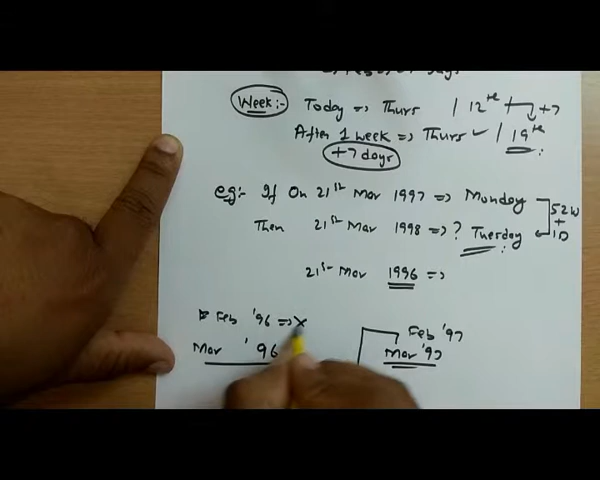 Week:- Today => Thurs | 12th +7
After 1 week => Thurs ✓ | 19th
+7 days
eg:- If On 21st Mar 1997 => Monday
52W + 1D
Then 21st Mar 1998 => ? Tuesday
21st Mar 1996 =>
Feb '96 => x
Feb '97
Mar '96
Mar '97